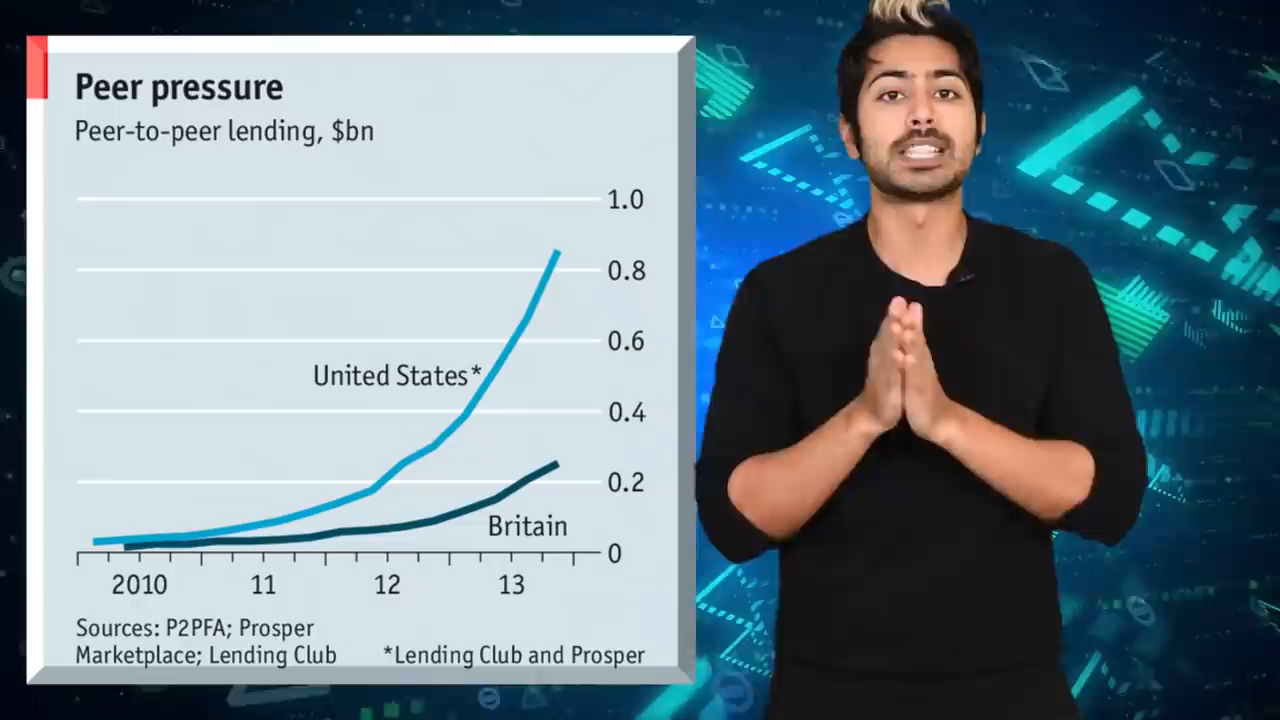 Peer pressure
Peer-to-peer lending, $bn
1.0
0.8
0.6
United States*
0.4
0.2
Britain
0
2010 11 12 13
Sources: P2PFA; Prosper
Marketplace; Lending Club *Lending Club and Prosper